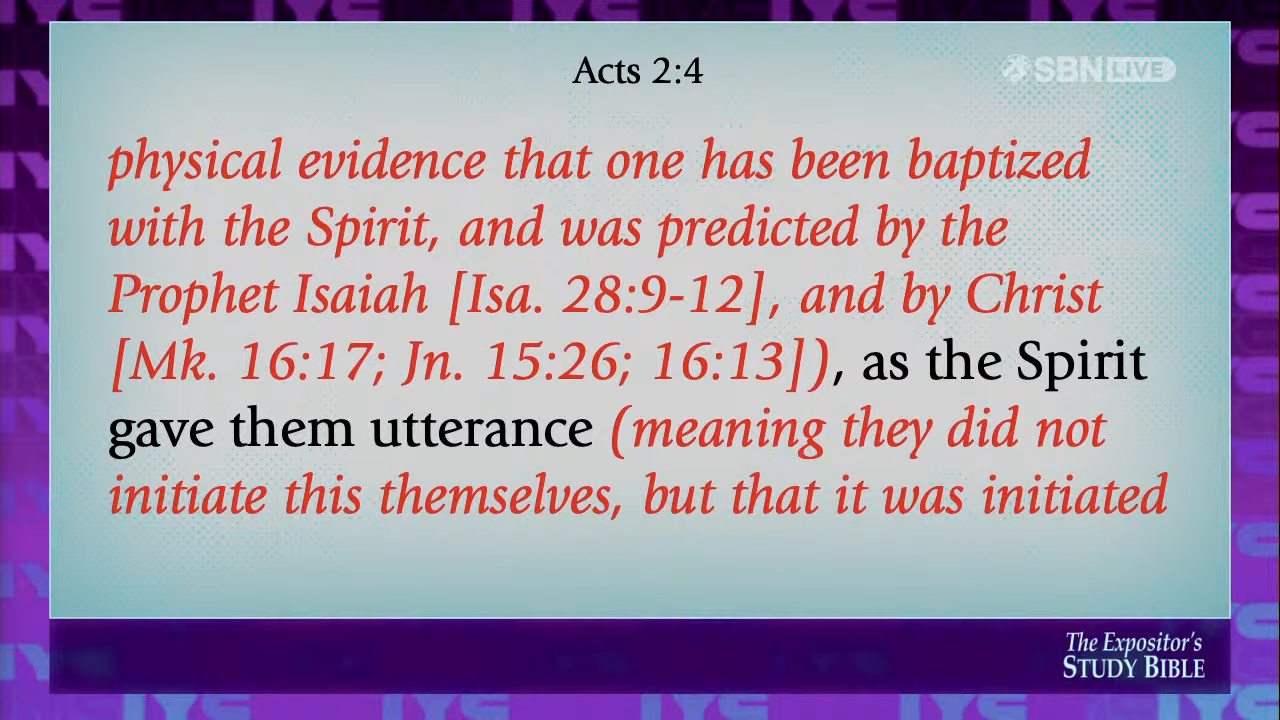 Acts 2:4
SBN LIVE
physical evidence that one has been baptized
with the Spirit, and was predicted by the
Prophet Isaiah [Isa. 28:9-12], and by Christ
[Mk. 16:17; Jn. 15:26; 16:13]), as the Spirit
gave them utterance (meaning they did not
initiate this themselves, but that it was initiated
The Expositor's
STUDY BIBLE